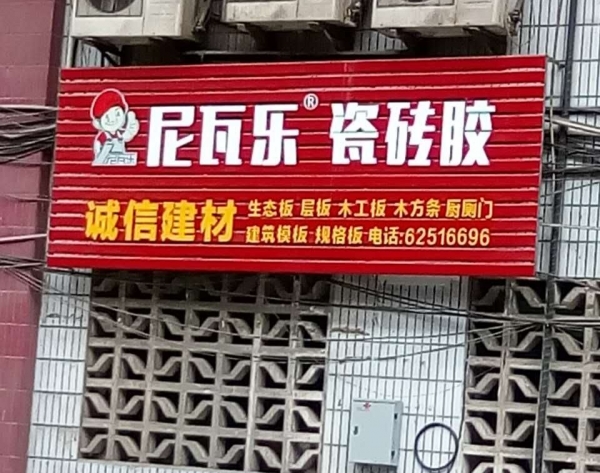 尼瓦乐® 瓷砖胶
诚信建材
生态板 层板 木工板 木方条 厨厕门
建筑模板 规格板 电话:62516696